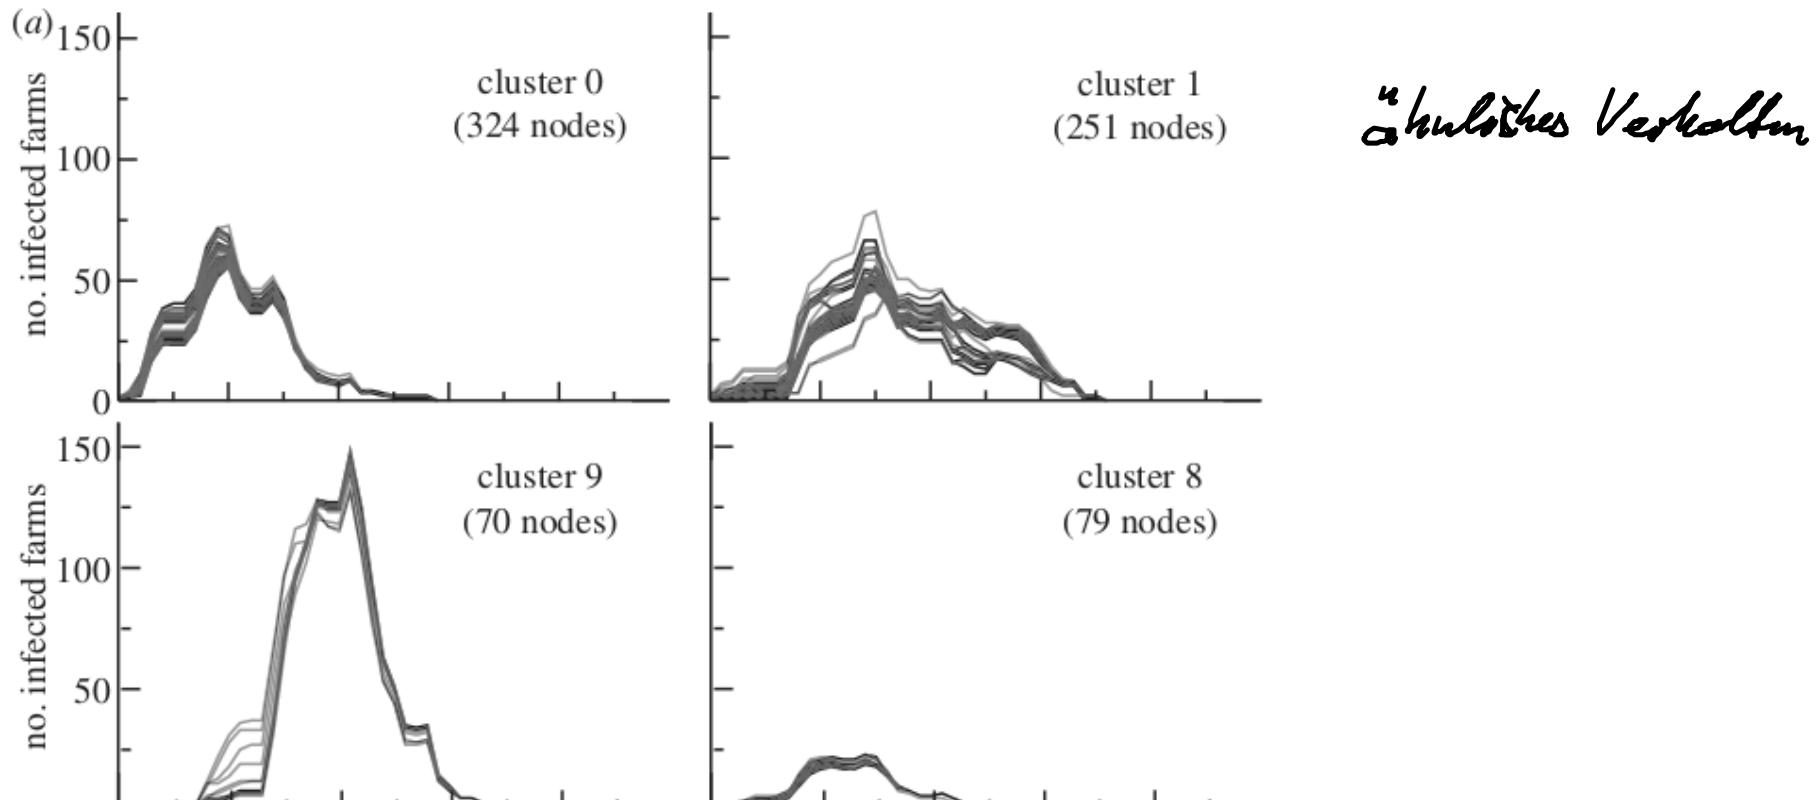 (a)
150
100
50
0
no. infected farms
cluster 0
(324 nodes)
cluster 1
(251 nodes)
ähnliches Verhalten
150
100
50
no. infected farms
cluster 9
(70 nodes)
cluster 8
(79 nodes)